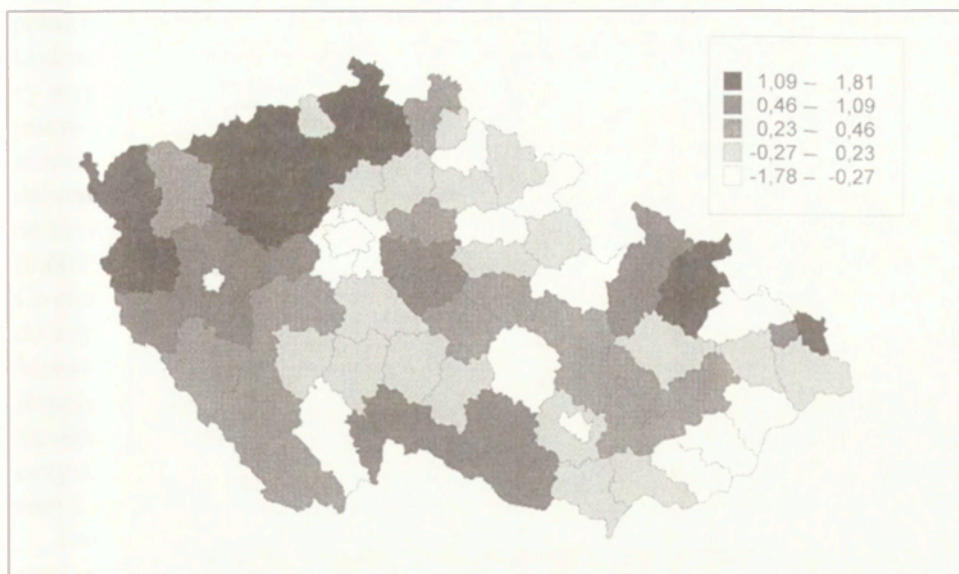 1,09 – 1,81
0,46 – 1,09
0,23 – 0,46
-0,27 – 0,23
-1,78 – -0,27